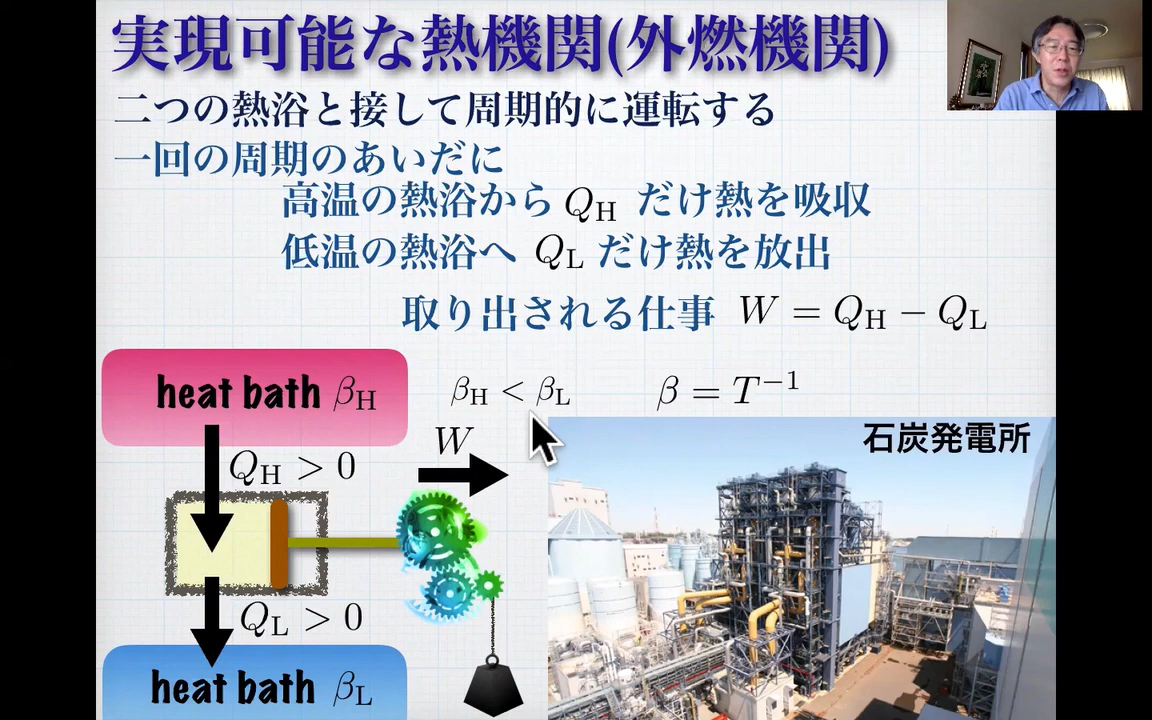 実現可能な熱機関(外燃機関)
二つの熱浴と接して周期的に運転する
一回の周期のあいだに
高温の熱浴から Q_H だけ熱を吸収
低温の熱浴へ Q_L だけ熱を放出
取り出される仕事 W = Q_H − Q_L
heat bath β_H
β_H < β_L
β = T^{-1}
W
石炭発電所
Q_H > 0
Q_L > 0
heat bath β_L